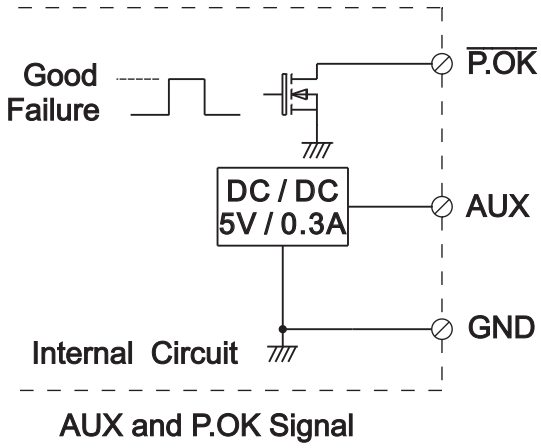 Good
Failure
P.OK
DC / DC
5V / 0.3A
AUX
GND
Internal Circuit
AUX and P.OK Signal